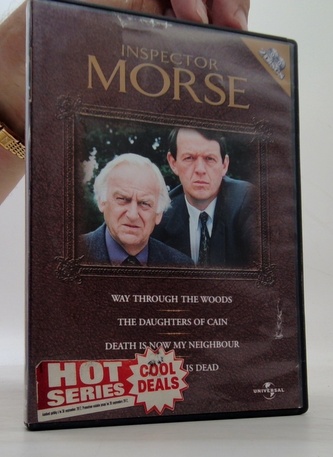 INSPECTOR
MORSE
WAY THROUGH THE WOODS
THE DAUGHTERS OF CAIN
DEATH IS NOW MY NEIGHBOUR
IS DEAD
HOT
SERIES
COOL
DEALS
UNIVERSAL